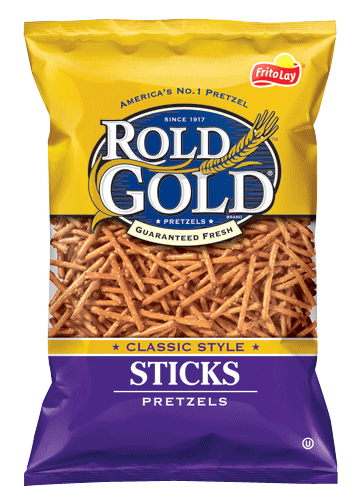 FritoLay
AMERICA'S NO. 1 PRETZEL
SINCE 1917
ROLD
GOLD®
★ PRETZELS ★
BRAND
GUARANTEED FRESH
★ CLASSIC STYLE ★
STICKS
PRETZELS
U